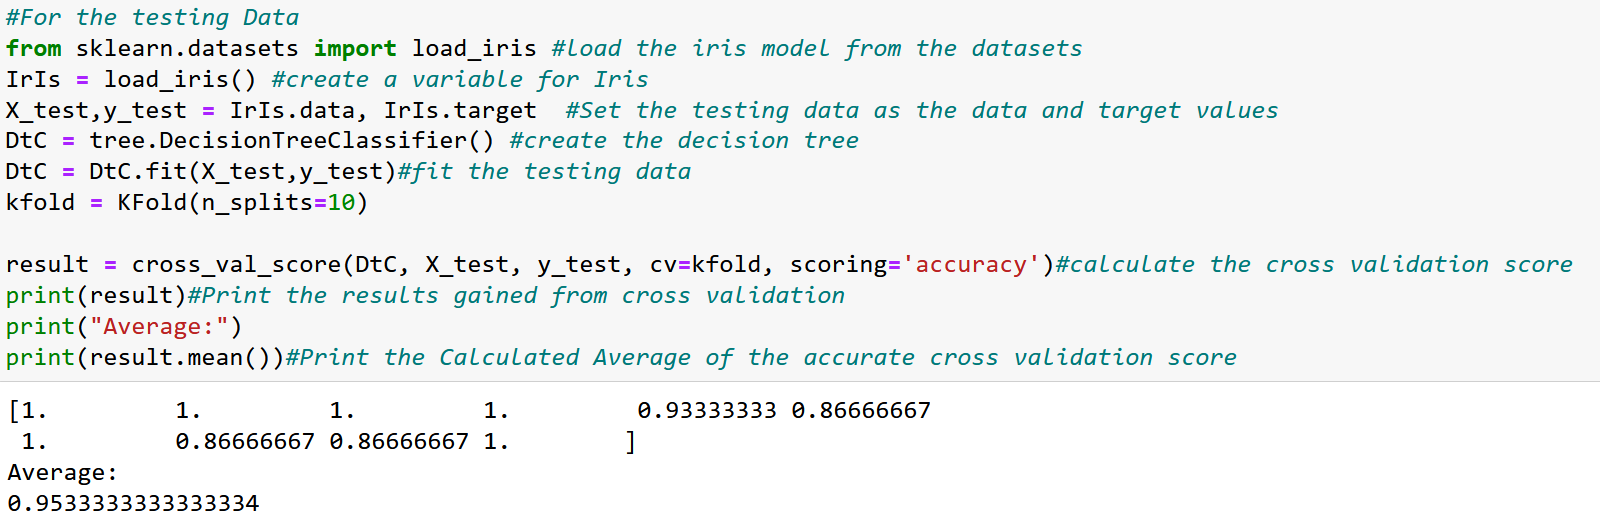 #For the testing Data
from sklearn.datasets import load_iris #load the iris model from the datasets
IrIs = load_iris() #create a variable for Iris
X_test,y_test = IrIs.data, IrIs.target  #Set the testing data as the data and target values
DtC = tree.DecisionTreeClassifier() #create the decision tree
DtC = DtC.fit(X_test,y_test)#fit the testing data
kfold = KFold(n_splits=10)

result = cross_val_score(DtC, X_test, y_test, cv=kfold, scoring='accuracy')#calculate the cross validation score
print(result)#Print the results gained from cross validation
print("Average:")
print(result.mean())#Print the Calculated Average of the accurate cross validation score
[1.         1.         1.         1.         0.93333333 0.86666667
 1.         0.86666667 0.86666667 1.        ]
Average:
0.9533333333333334